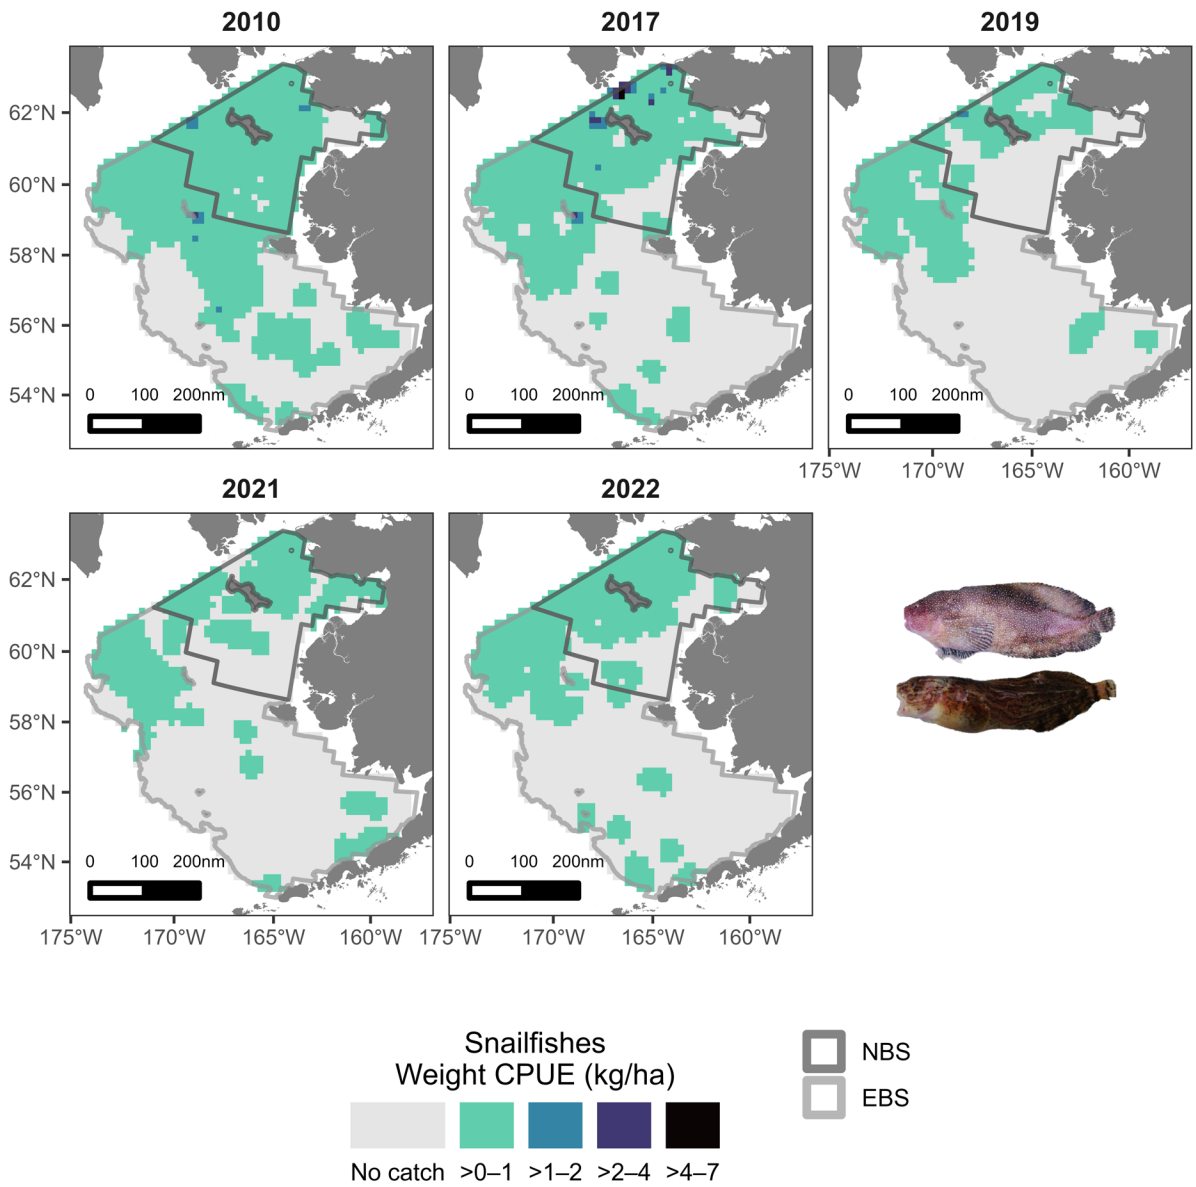 2010
2017
2019
62°N
60°N
58°N
56°N
54°N
0 100 200nm
0 100 200nm
0 100 200nm
175°W 170°W 165°W 160°W
2021
2022
62°N
60°N
58°N
56°N
54°N
0 100 200nm
0 100 200nm
175°W 170°W 165°W 160°W 175°W 170°W 165°W 160°W
Snailfishes
Weight CPUE (kg/ha)
No catch >0–1 >1–2 >2–4 >4–7
NBS
EBS